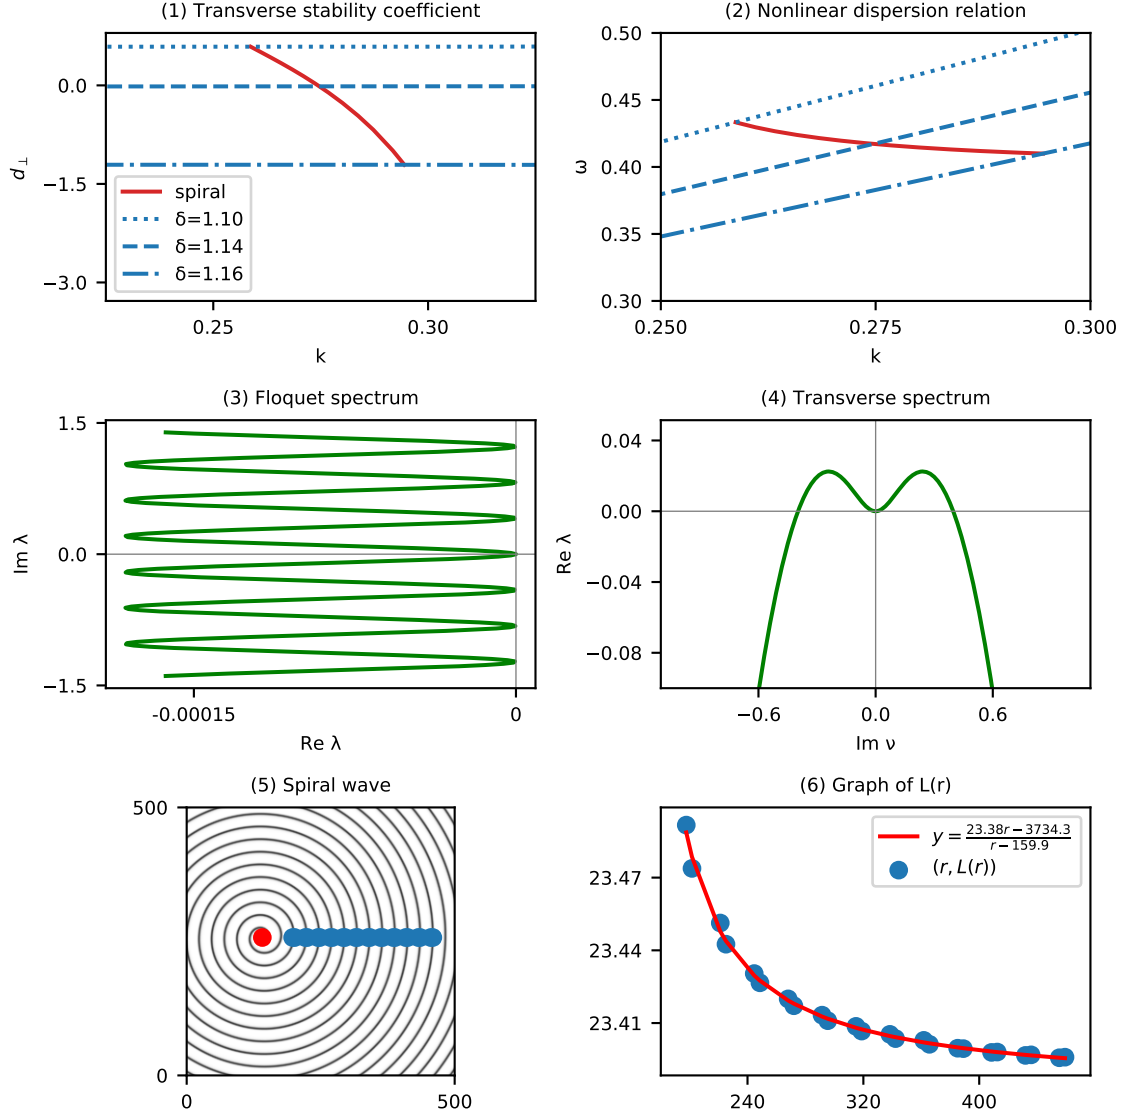 (1) Transverse stability coefficient
0.0
−1.5
−3.0
d⊥
spiral
δ=1.10
δ=1.14
δ=1.16
0.25
0.30
k
(2) Nonlinear dispersion relation
0.50
0.45
0.40
0.35
0.30
ω
0.250
0.275
0.300
k
(3) Floquet spectrum
1.5
0.0
−1.5
Im λ
-0.00015
0
Re λ
(4) Transverse spectrum
0.04
0.00
−0.04
−0.08
Re λ
−0.6
0.0
0.6
Im ν
(5) Spiral wave
500
0
0
500
(6) Graph of L(r)
y = (23.38r − 3734.3)/(r − 159.9)
(r, L(r))
23.47
23.44
23.41
240
320
400